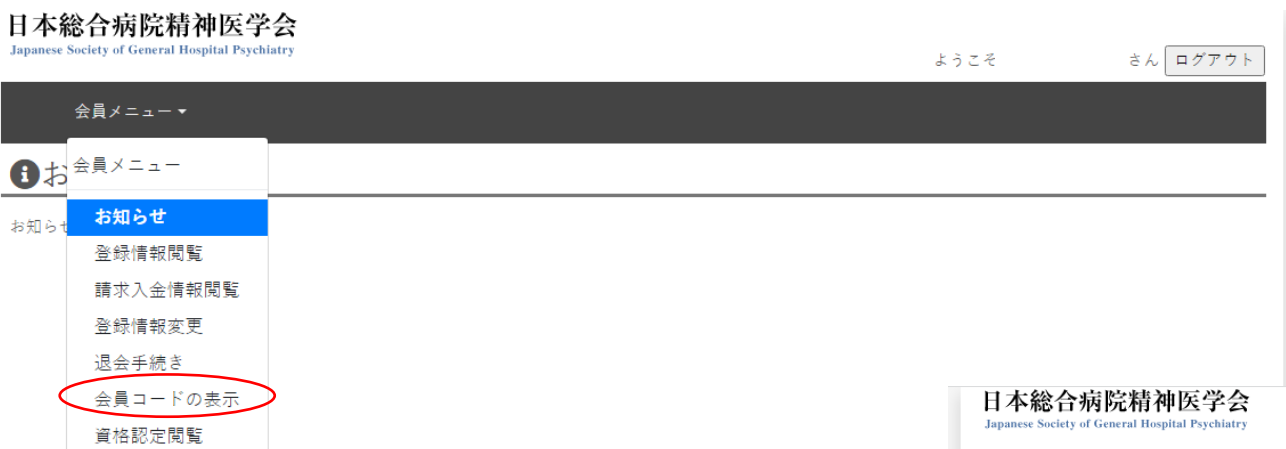 日本総合病院精神医学会
Japanese Society of General Hospital Psychiatry
ようこそ さん ログアウト
会員メニュー
会員メニュー
お
お知らせ
お知らせ
登録情報閲覧
請求入金情報閲覧
登録情報変更
退会手続き
会員コードの表示
資格認定閲覧
日本総合病院精神医学会
Japanese Society of General Hospital Psychiatry